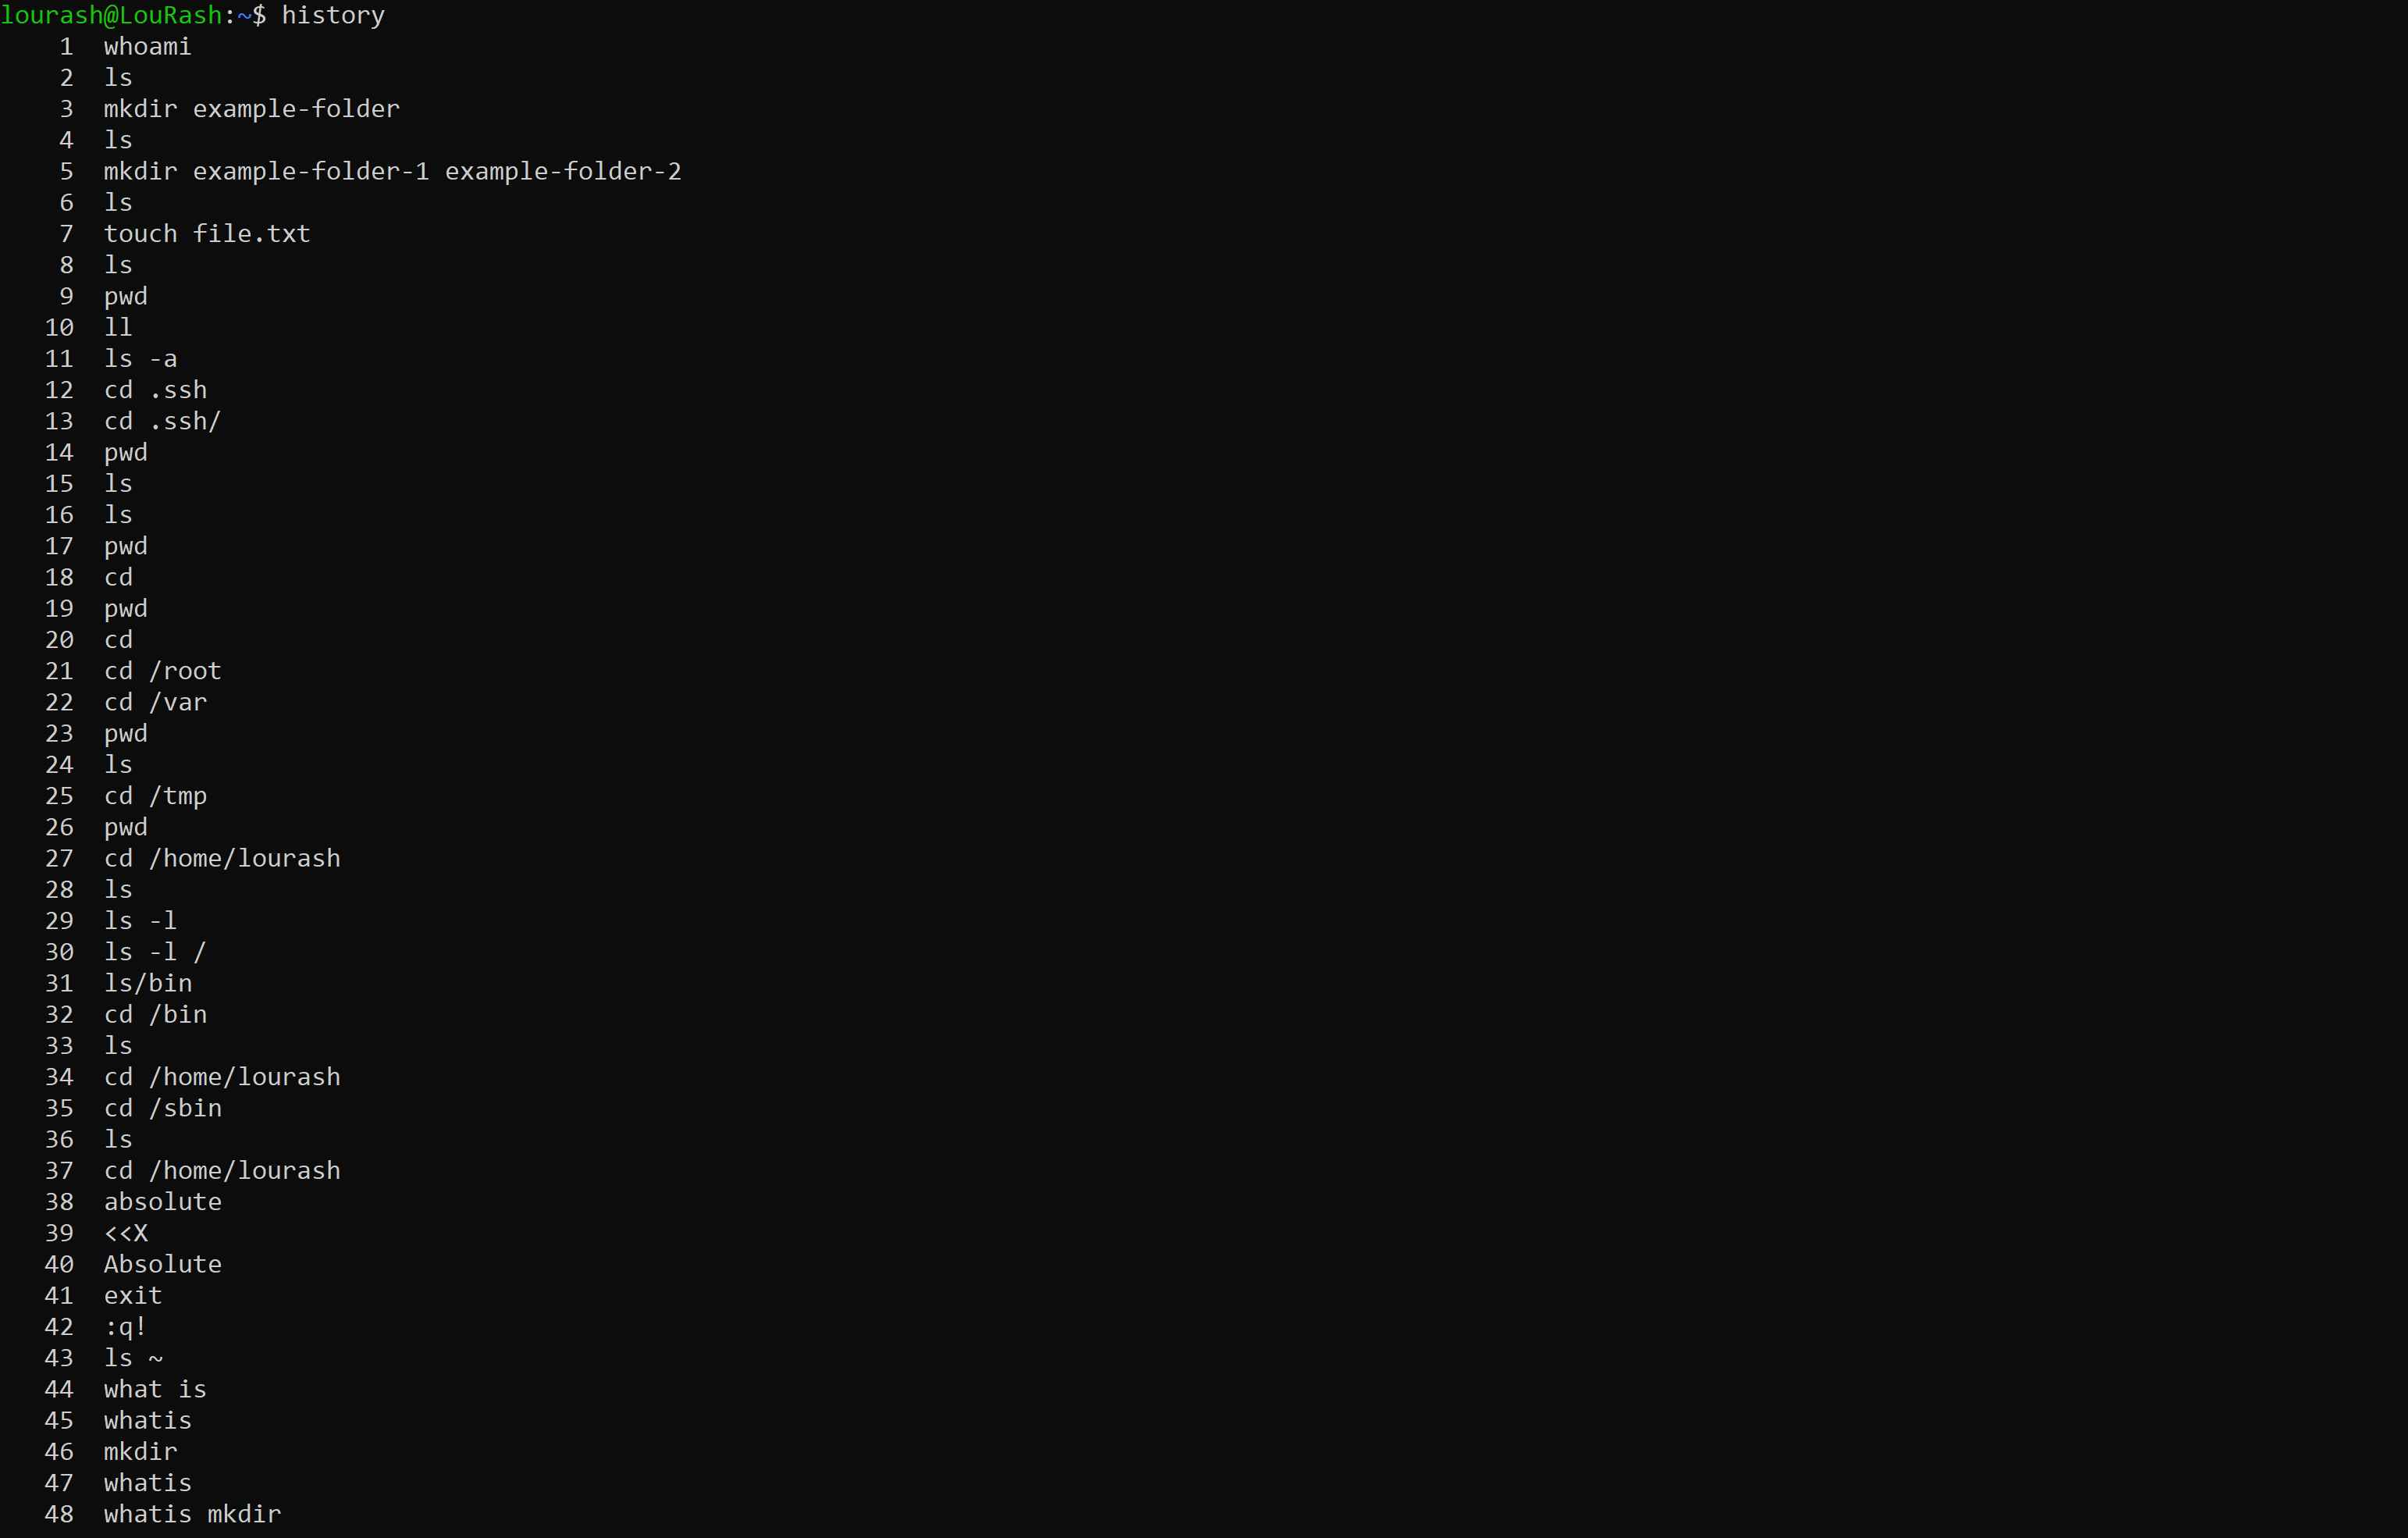 lourash@LouRash:~$ history
1 whoami
2 ls
3 mkdir example-folder
4 ls
5 mkdir example-folder-1 example-folder-2
6 ls
7 touch file.txt
8 ls
9 pwd
10 ll
11 ls -a
12 cd .ssh
13 cd .ssh/
14 pwd
15 ls
16 ls
17 pwd
18 cd
19 pwd
20 cd
21 cd /root
22 cd /var
23 pwd
24 ls
25 cd /tmp
26 pwd
27 cd /home/lourash
28 ls
29 ls -l
30 ls -l /
31 ls/bin
32 cd /bin
33 ls
34 cd /home/lourash
35 cd /sbin
36 ls
37 cd /home/lourash
38 absolute
39 <<X
40 Absolute
41 exit
42 :q!
43 ls ~
44 what is
45 whatis
46 mkdir
47 whatis
48 whatis mkdir